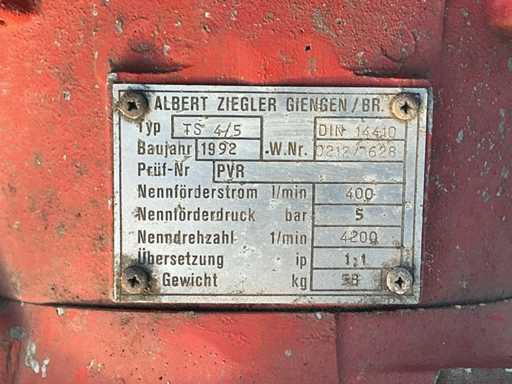 ALBERT ZIEGLER GIENGEN/BR.
Typ TS 4/5 DIN 14410
Baujahr 1992 W.Nr.
Prüf-Nr PVR
Nennförderstrom l/min 400
Nennförderdruck bar 5
Nenndrehzahl 1/min 4200
Übersetzung ip 1:1
Gewicht kg